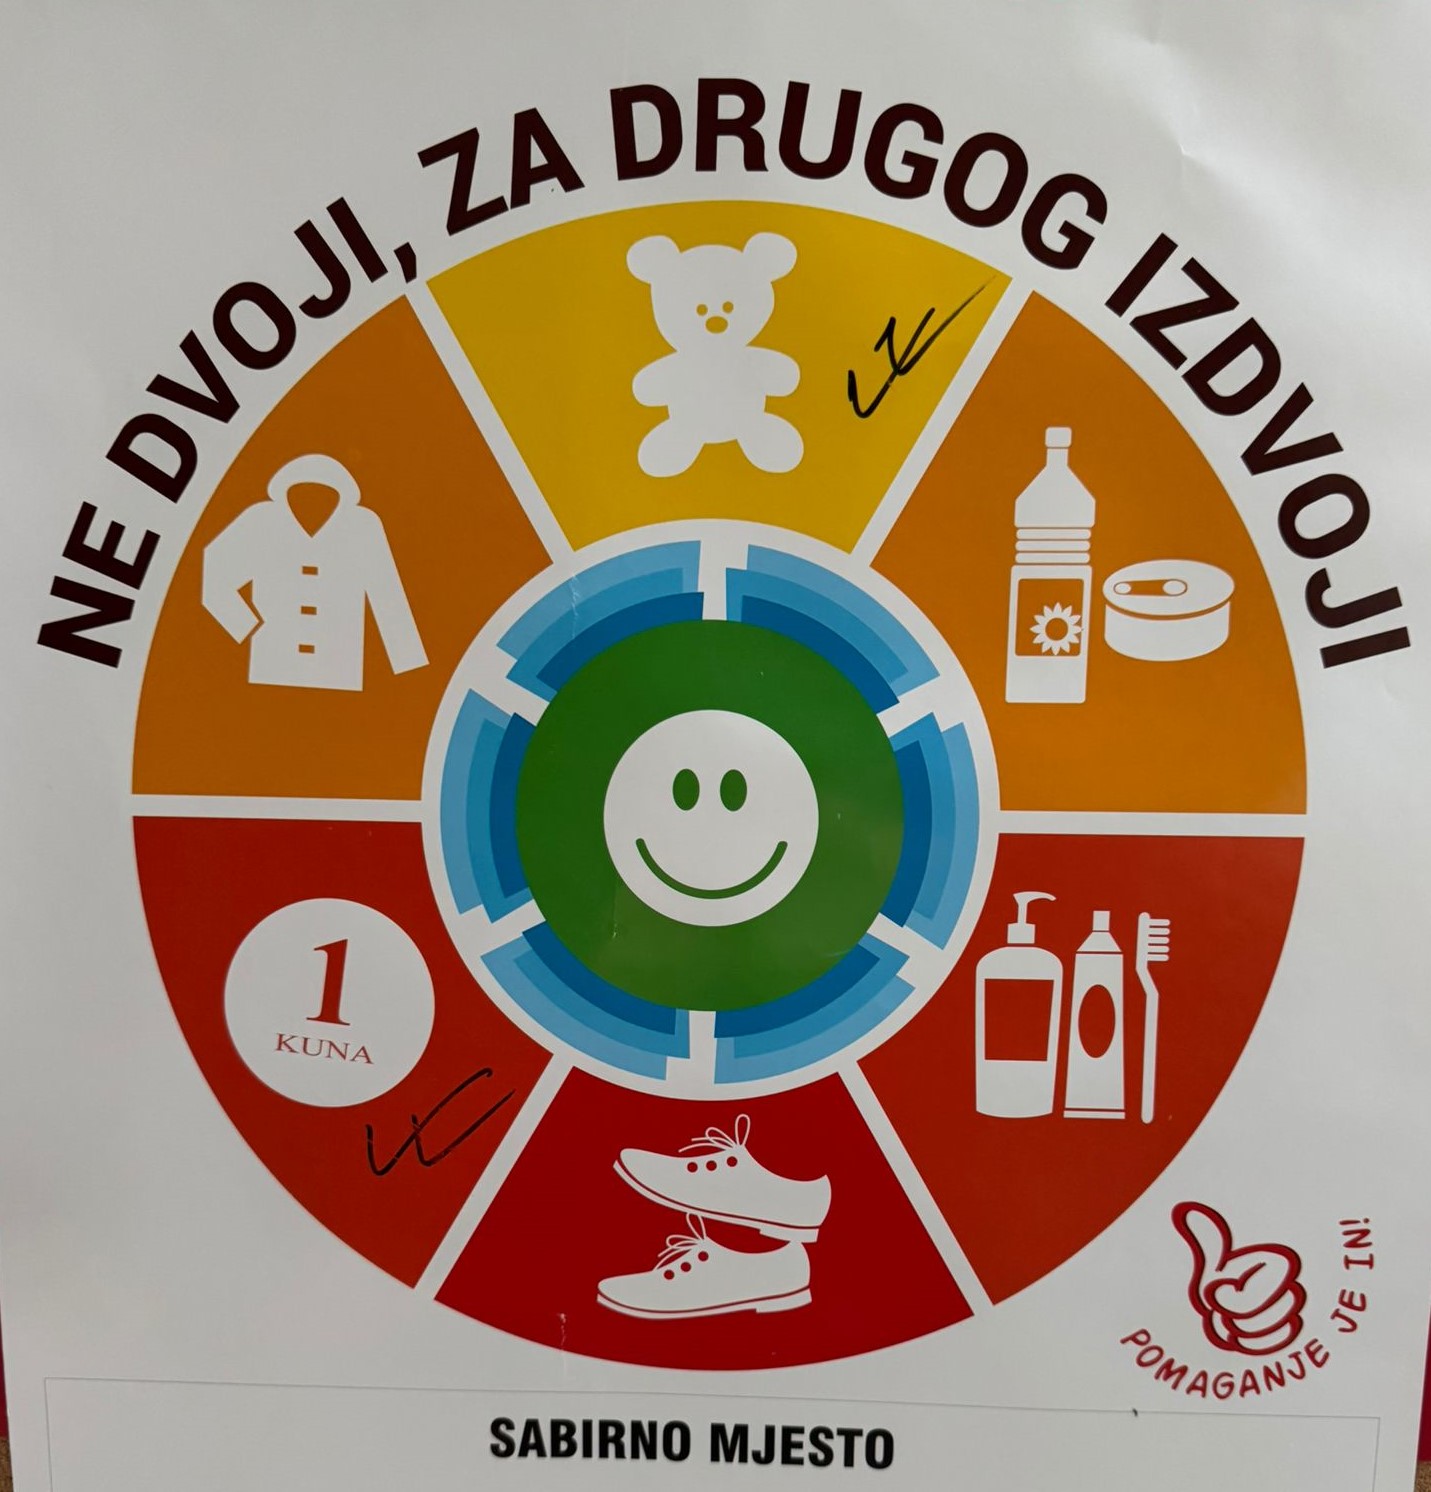 NE DVOJI, ZA DRUGOG IZDVOJI
1
KUNA
POMAGANJE JE IN!
SABIRNO MJESTO